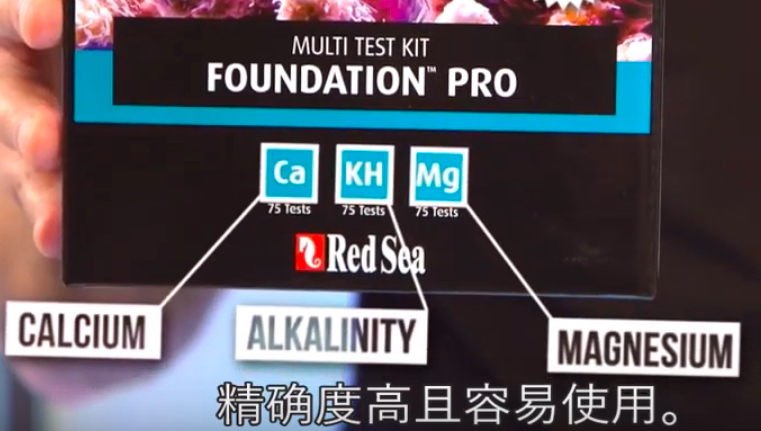 MULTI TEST KIT
FOUNDATION™ PRO
Ca KH Mg
75 Tests 75 Tests 75 Tests
Red Sea
CALCIUM ALKALINITY MAGNESIUM
精确度高且容易使用。